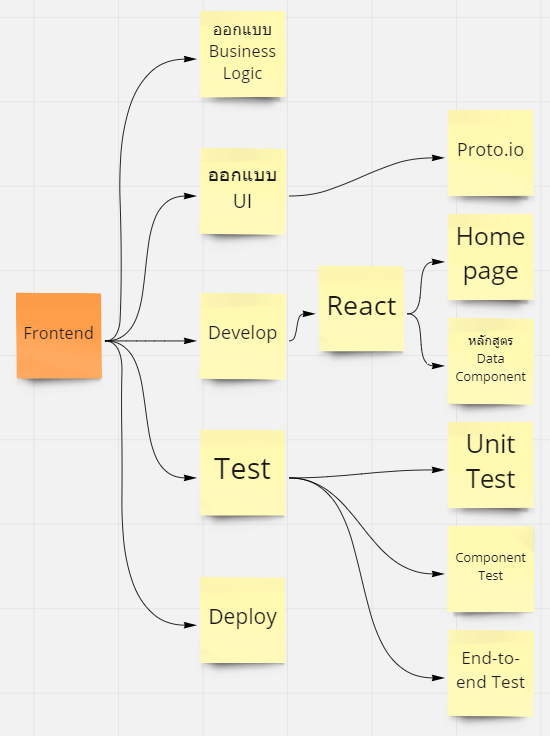 Frontend
ออกแบบ
Business
Logic
ออกแบบ
UI
Proto.io
Develop
React
Home
page
หลักสูตร
Data
Component
Test
Unit
Test
Component
Test
End-to-
end Test
Deploy